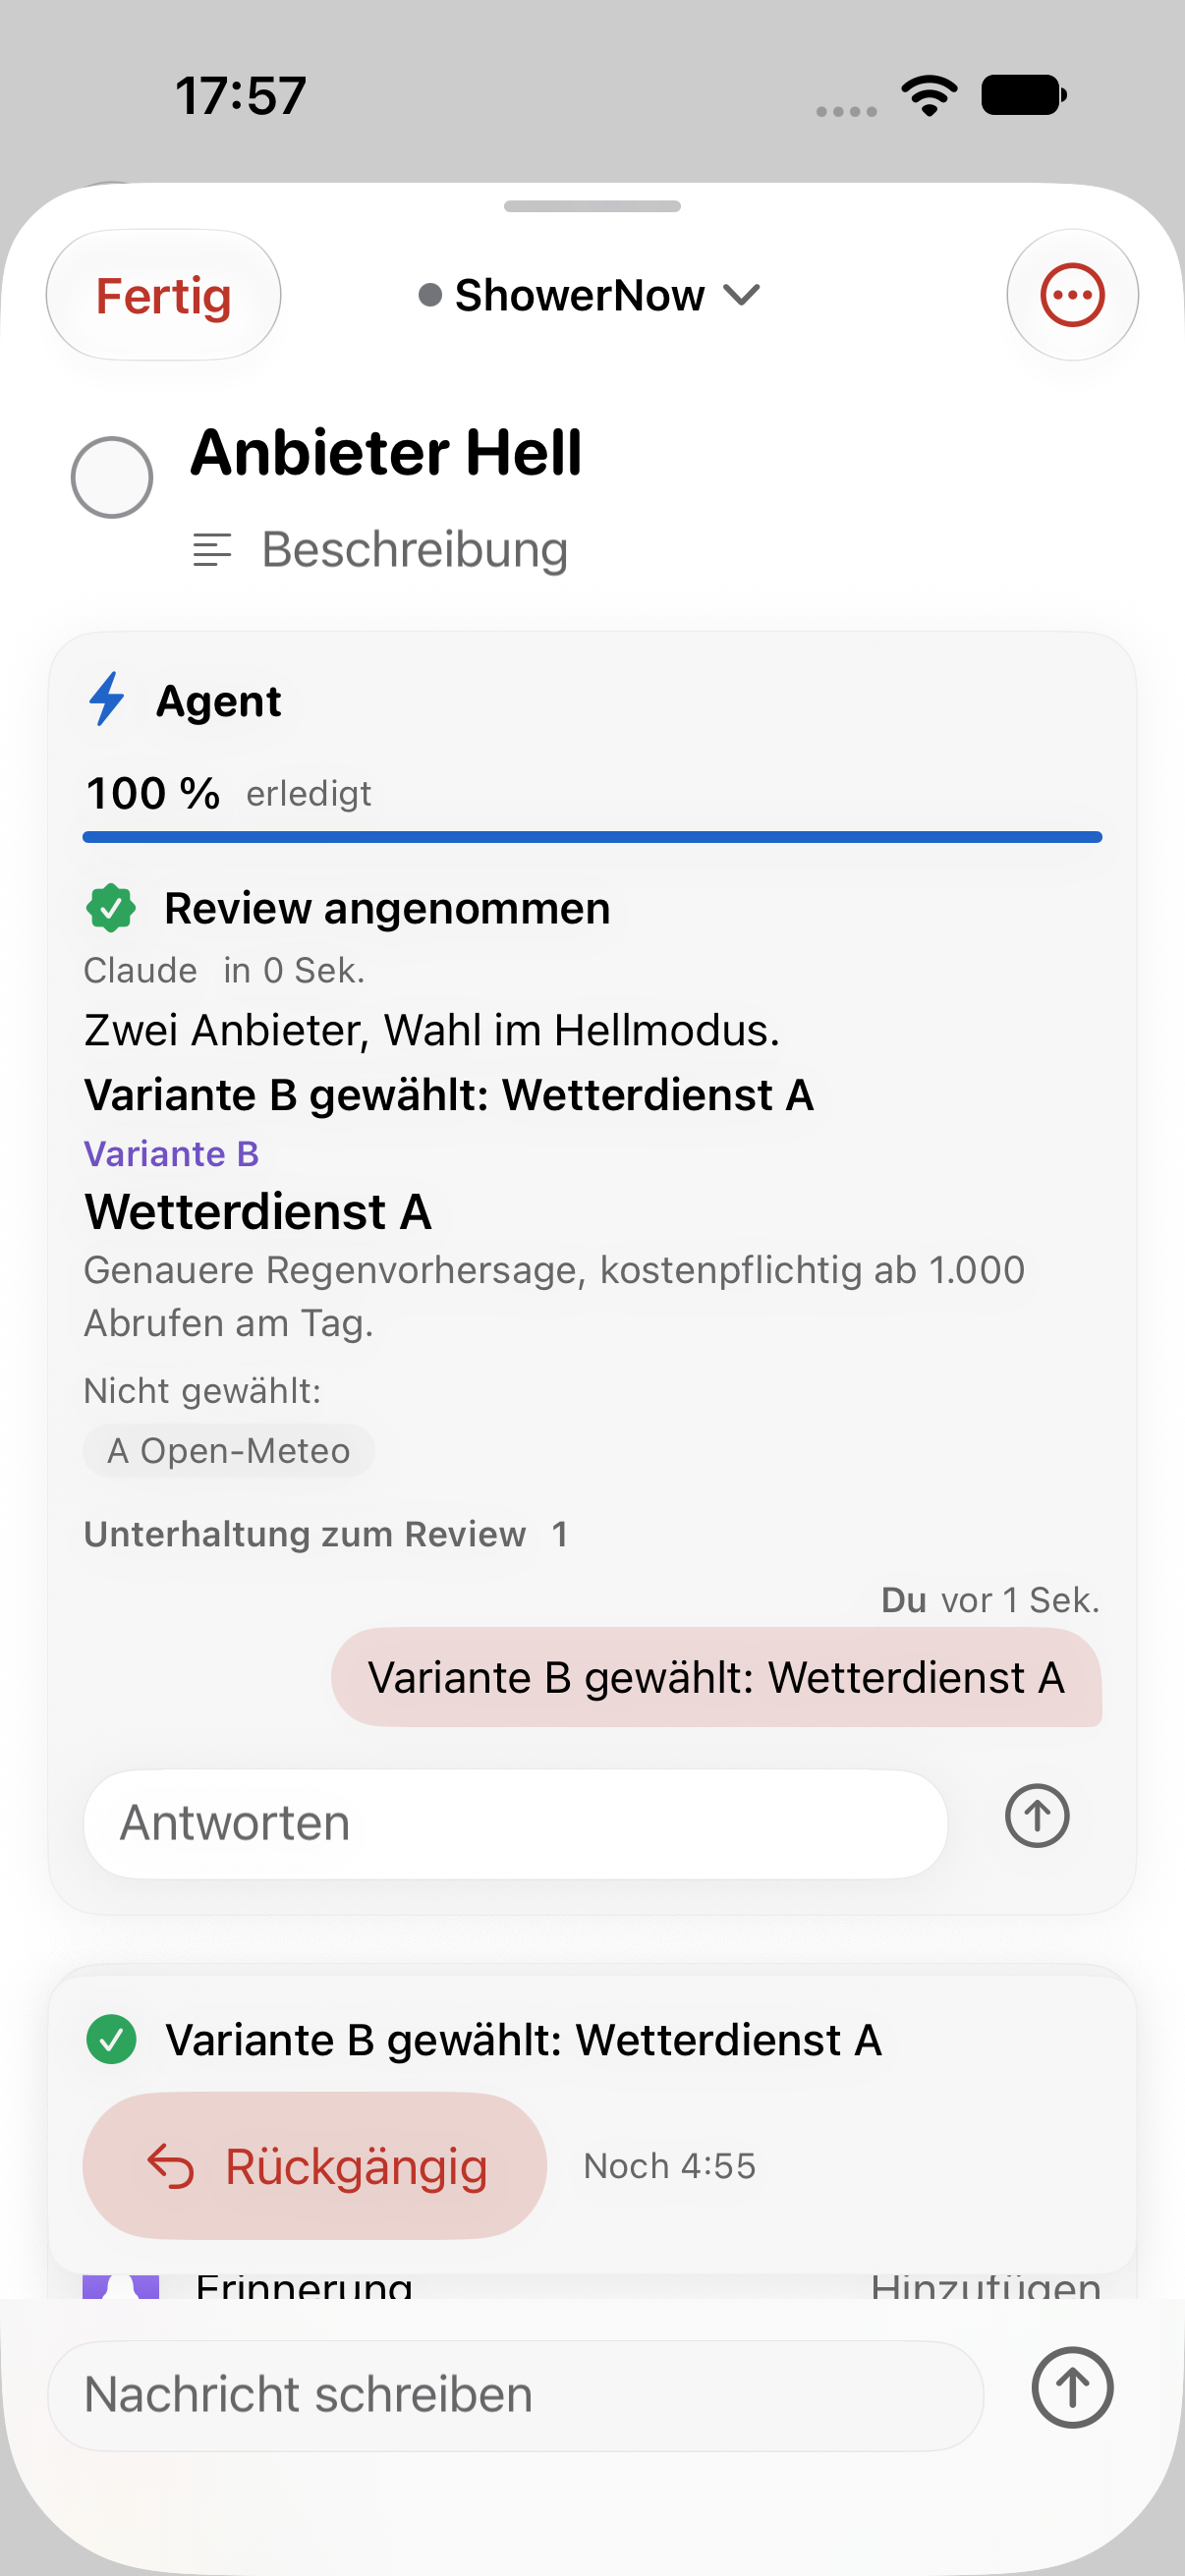 17:57
Fertig
ShowerNow
Anbieter Hell
Beschreibung
Agent
100 % erledigt
Review angenommen
Claude in 0 Sek.
Zwei Anbieter, Wahl im Hellmodus.
Variante B gewählt: Wetterdienst A
Variante B
Wetterdienst A
Genauere Regenvorhersage, kostenpflichtig ab 1.000
Abrufen am Tag.
Nicht gewählt:
A Open-Meteo
Unterhaltung zum Review 1
Du vor 1 Sek.
Variante B gewählt: Wetterdienst A
Antworten
Variante B gewählt: Wetterdienst A
Rückgängig Noch 4:55
Erinnerung Hinzufügen
Nachricht schreiben